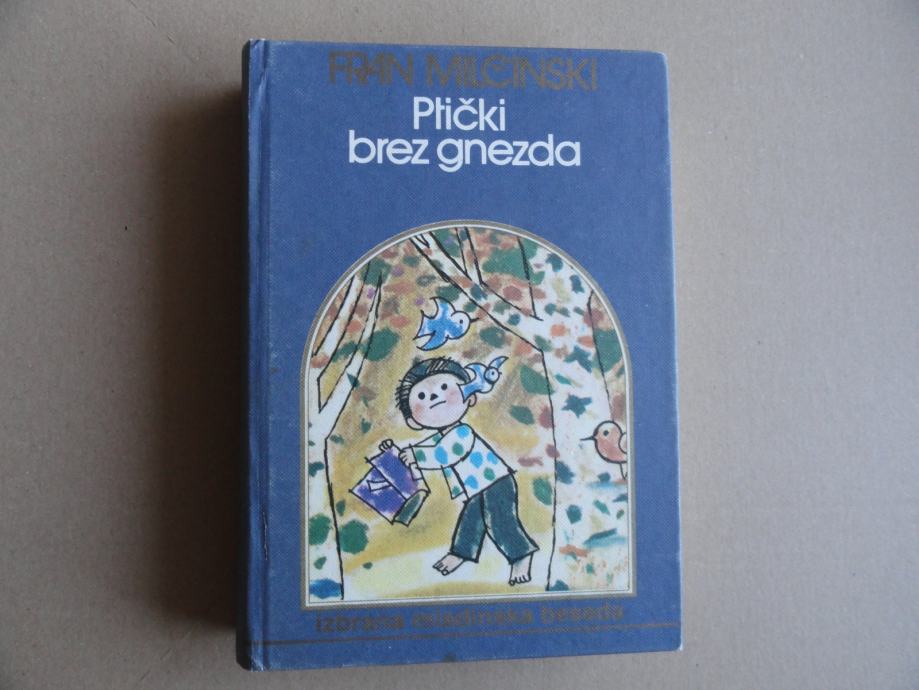 FRAN MILČINSKI
Ptički
brez gnezda
izbrana mladinska beseda